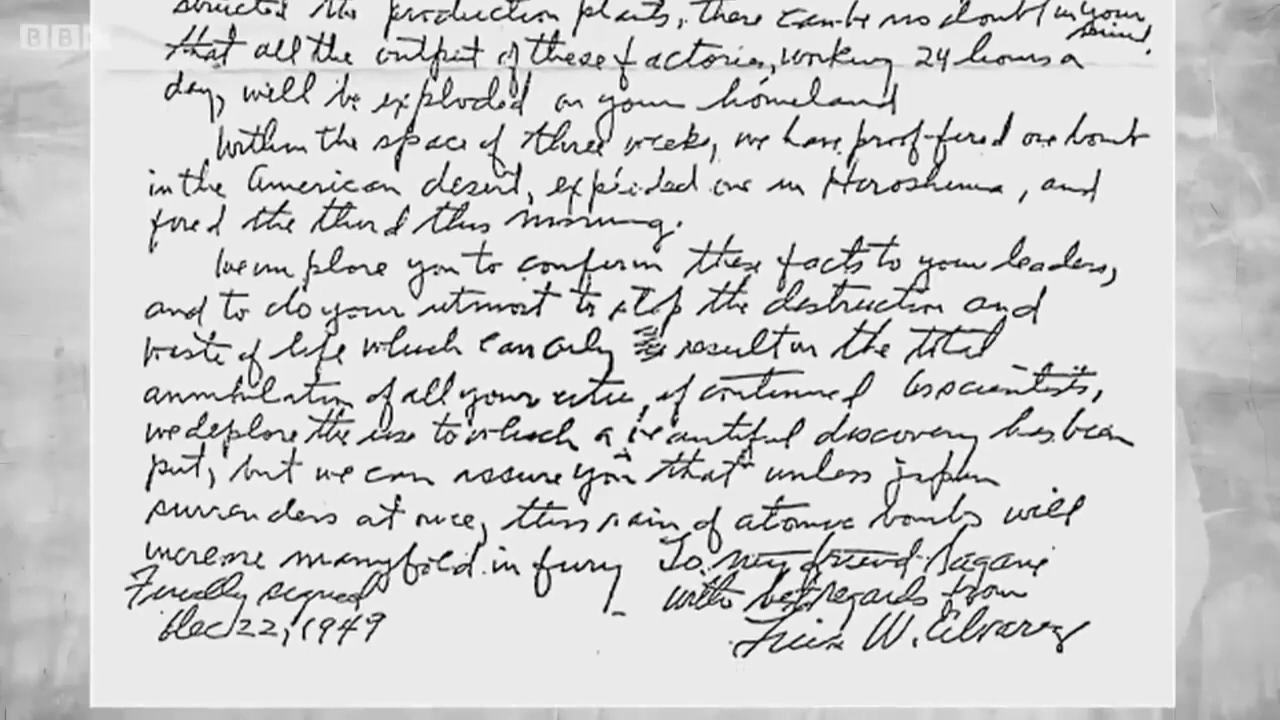 BBC
structed the production plants, there can be no doubt in your
mind,
that all the output of these factories, working 24 hours a
day, will be exploded on your homeland
Within the space of three weeks, we have proof-fired one bomb
in the American desert, exploded one in Hiroshima, and
fired the third this morning.
We implore you to confirm these facts to your leaders,
and to do your utmost to stop the destruction and
waste of life which can only result in the total
annihilation of all your cities, if continued. As scientists,
we deplore the use to which a beautiful discovery has been
put, but we can assure you that unless Japan
surrenders at once, this rain of atomic bombs will
increase manyfold in fury
To my friend Sagane
with best regards from
Luis W. Alvarez
Finally signed
Dec 22, 1949